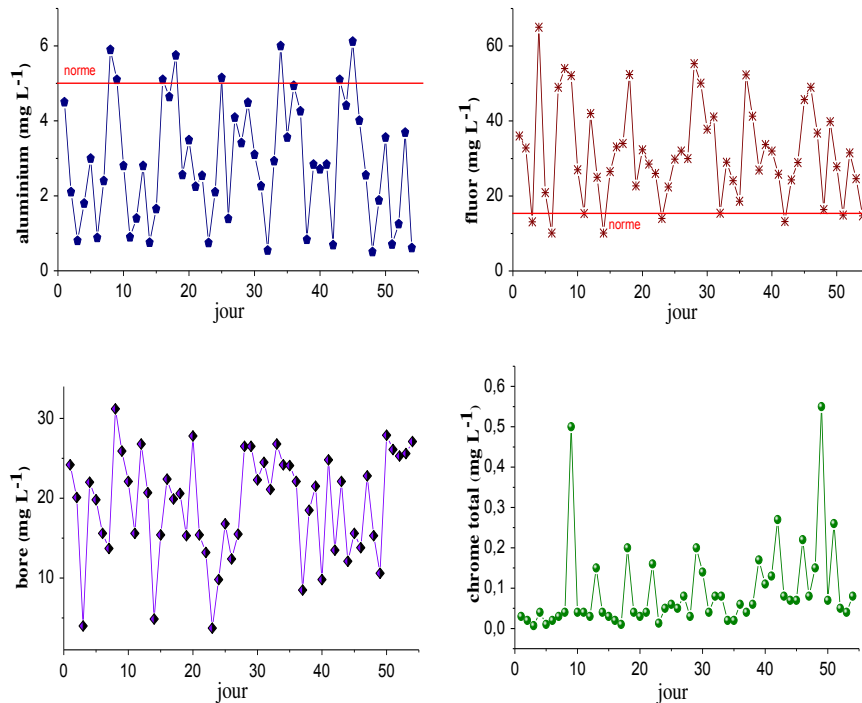 aluminium (mg L-1)
6
4
2
0
norme
0 10 20 30 40 50
jour
fluor (mg L-1)
60
40
20
0
norme
0 10 20 30 40 50
jour
bore (mg L-1)
30
20
10
0 10 20 30 40 50
jour
chrome total (mg L-1)
0,6
0,5
0,4
0,3
0,2
0,1
0,0
0 10 20 30 40 50
jour